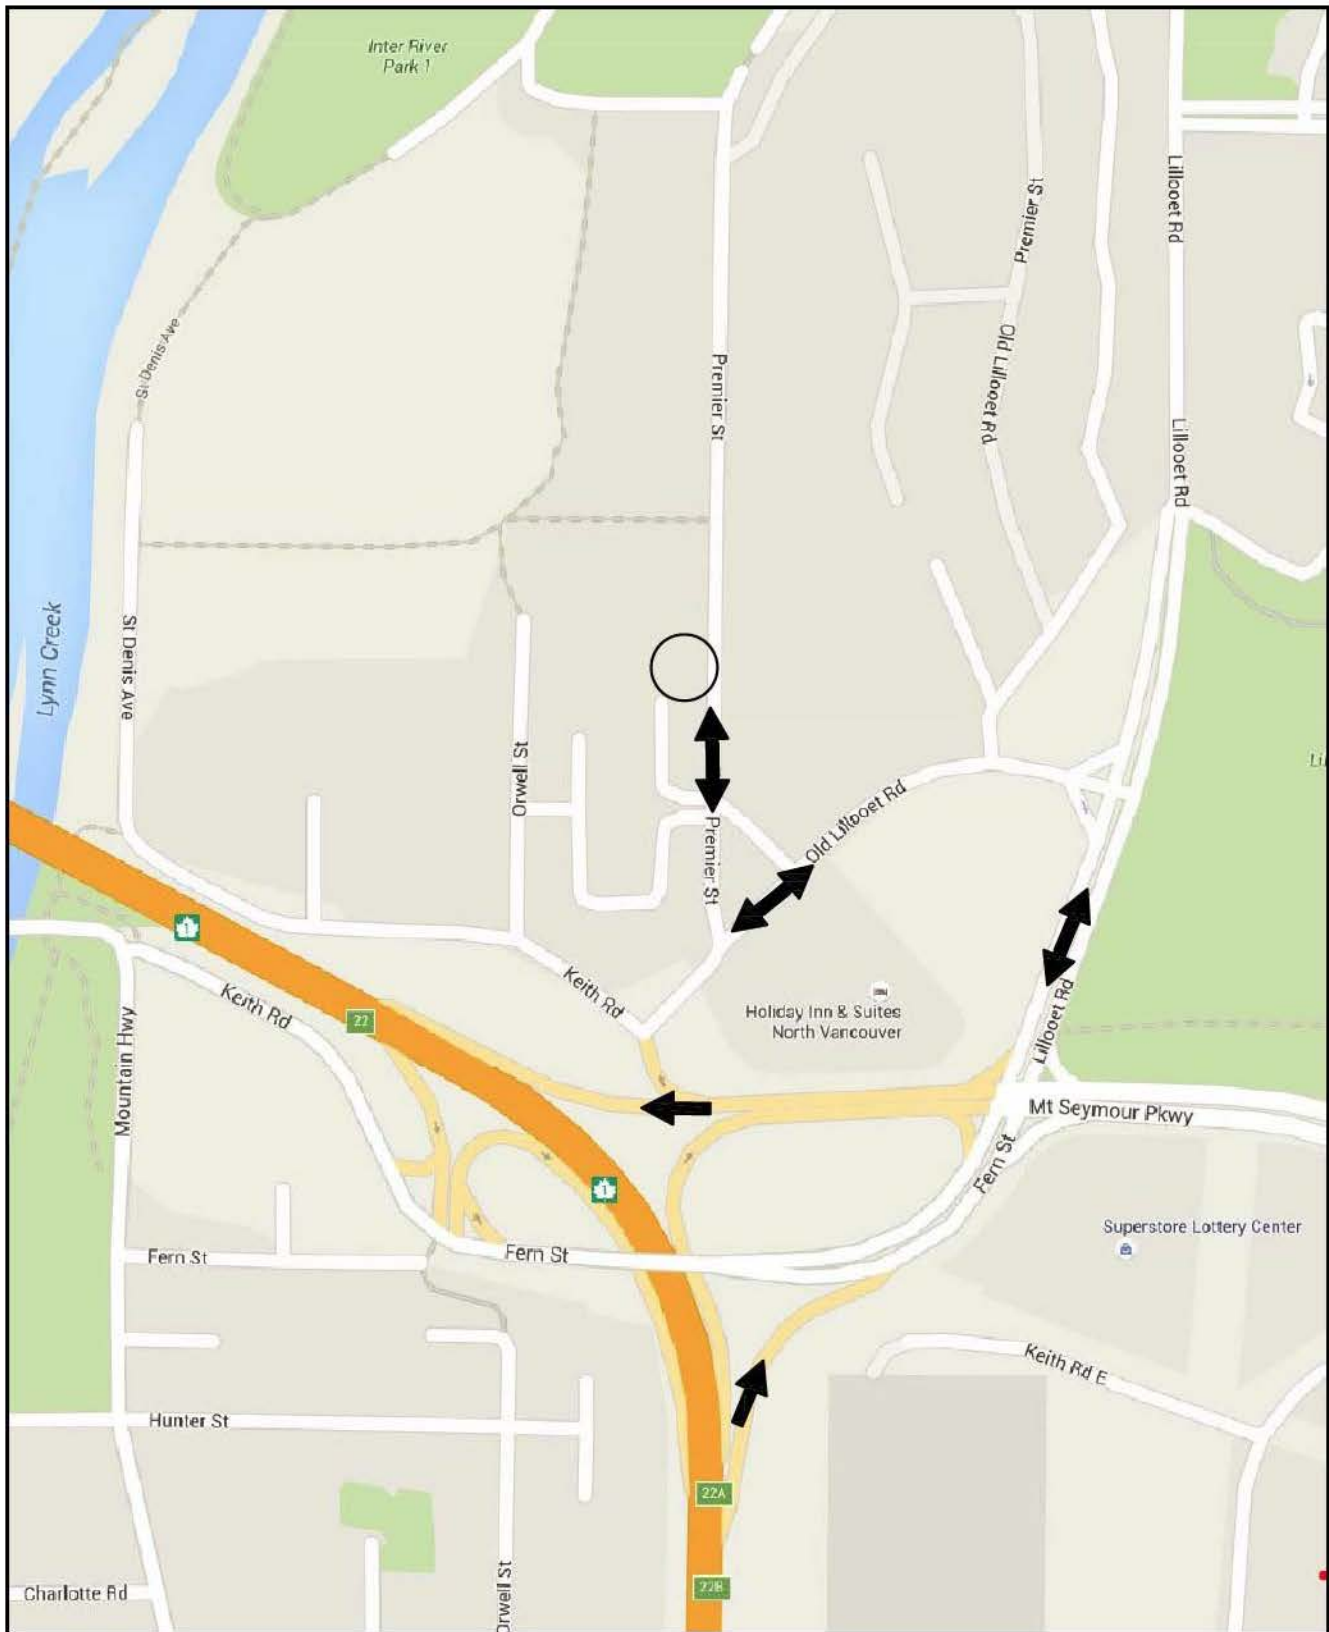 Inter River
Park 1
Lillooet Rd
Premier St
St Denis Ave
Premier St
Old Lillooet Rd
Lillooet Rd
Lynn Creek
St Denis Ave
Orwell St
Premier St
Old Lillooet Rd
1
Keith Rd
Keith Rd
22
Holiday Inn & Suites
North Vancouver
Lillooet Rd
Mountain Hwy
Mt Seymour Pkwy
Fern St
1
Superstore Lottery Center
Fern St
Fern St
Keith Rd E
Hunter St
22A
22B
Charlotte Rd
Orwell St